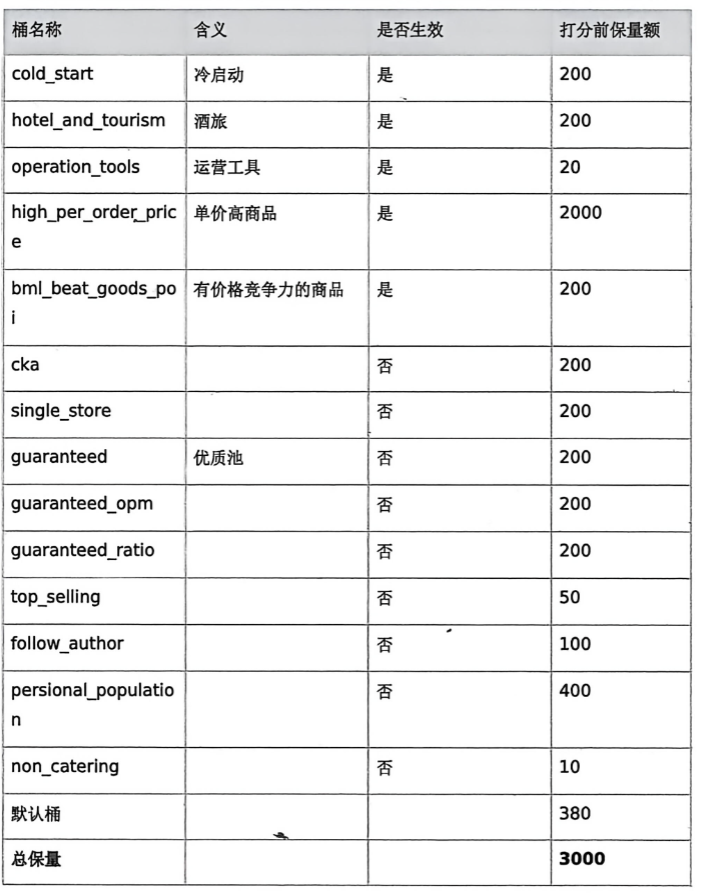 桶名称 含义 是否生效 打分前保量额
cold_start 冷启动 是 200
hotel_and_tourism 酒旅 是 200
operation_tools 运营工具 是 20
high_per_order_pric 单价高商品 是 2000
e
bml_beat_goods_po 有价格竞争力的商品 是 200
i
cka 否 200
single_store 否 200
guaranteed 优质池 否 200
guaranteed_opm 否 200
guaranteed_ratio 否 200
top_selling 否 50
follow_author 否 100
persional_populatio 否 400
n
non_catering 否 10
默认桶 380
总保量 3000